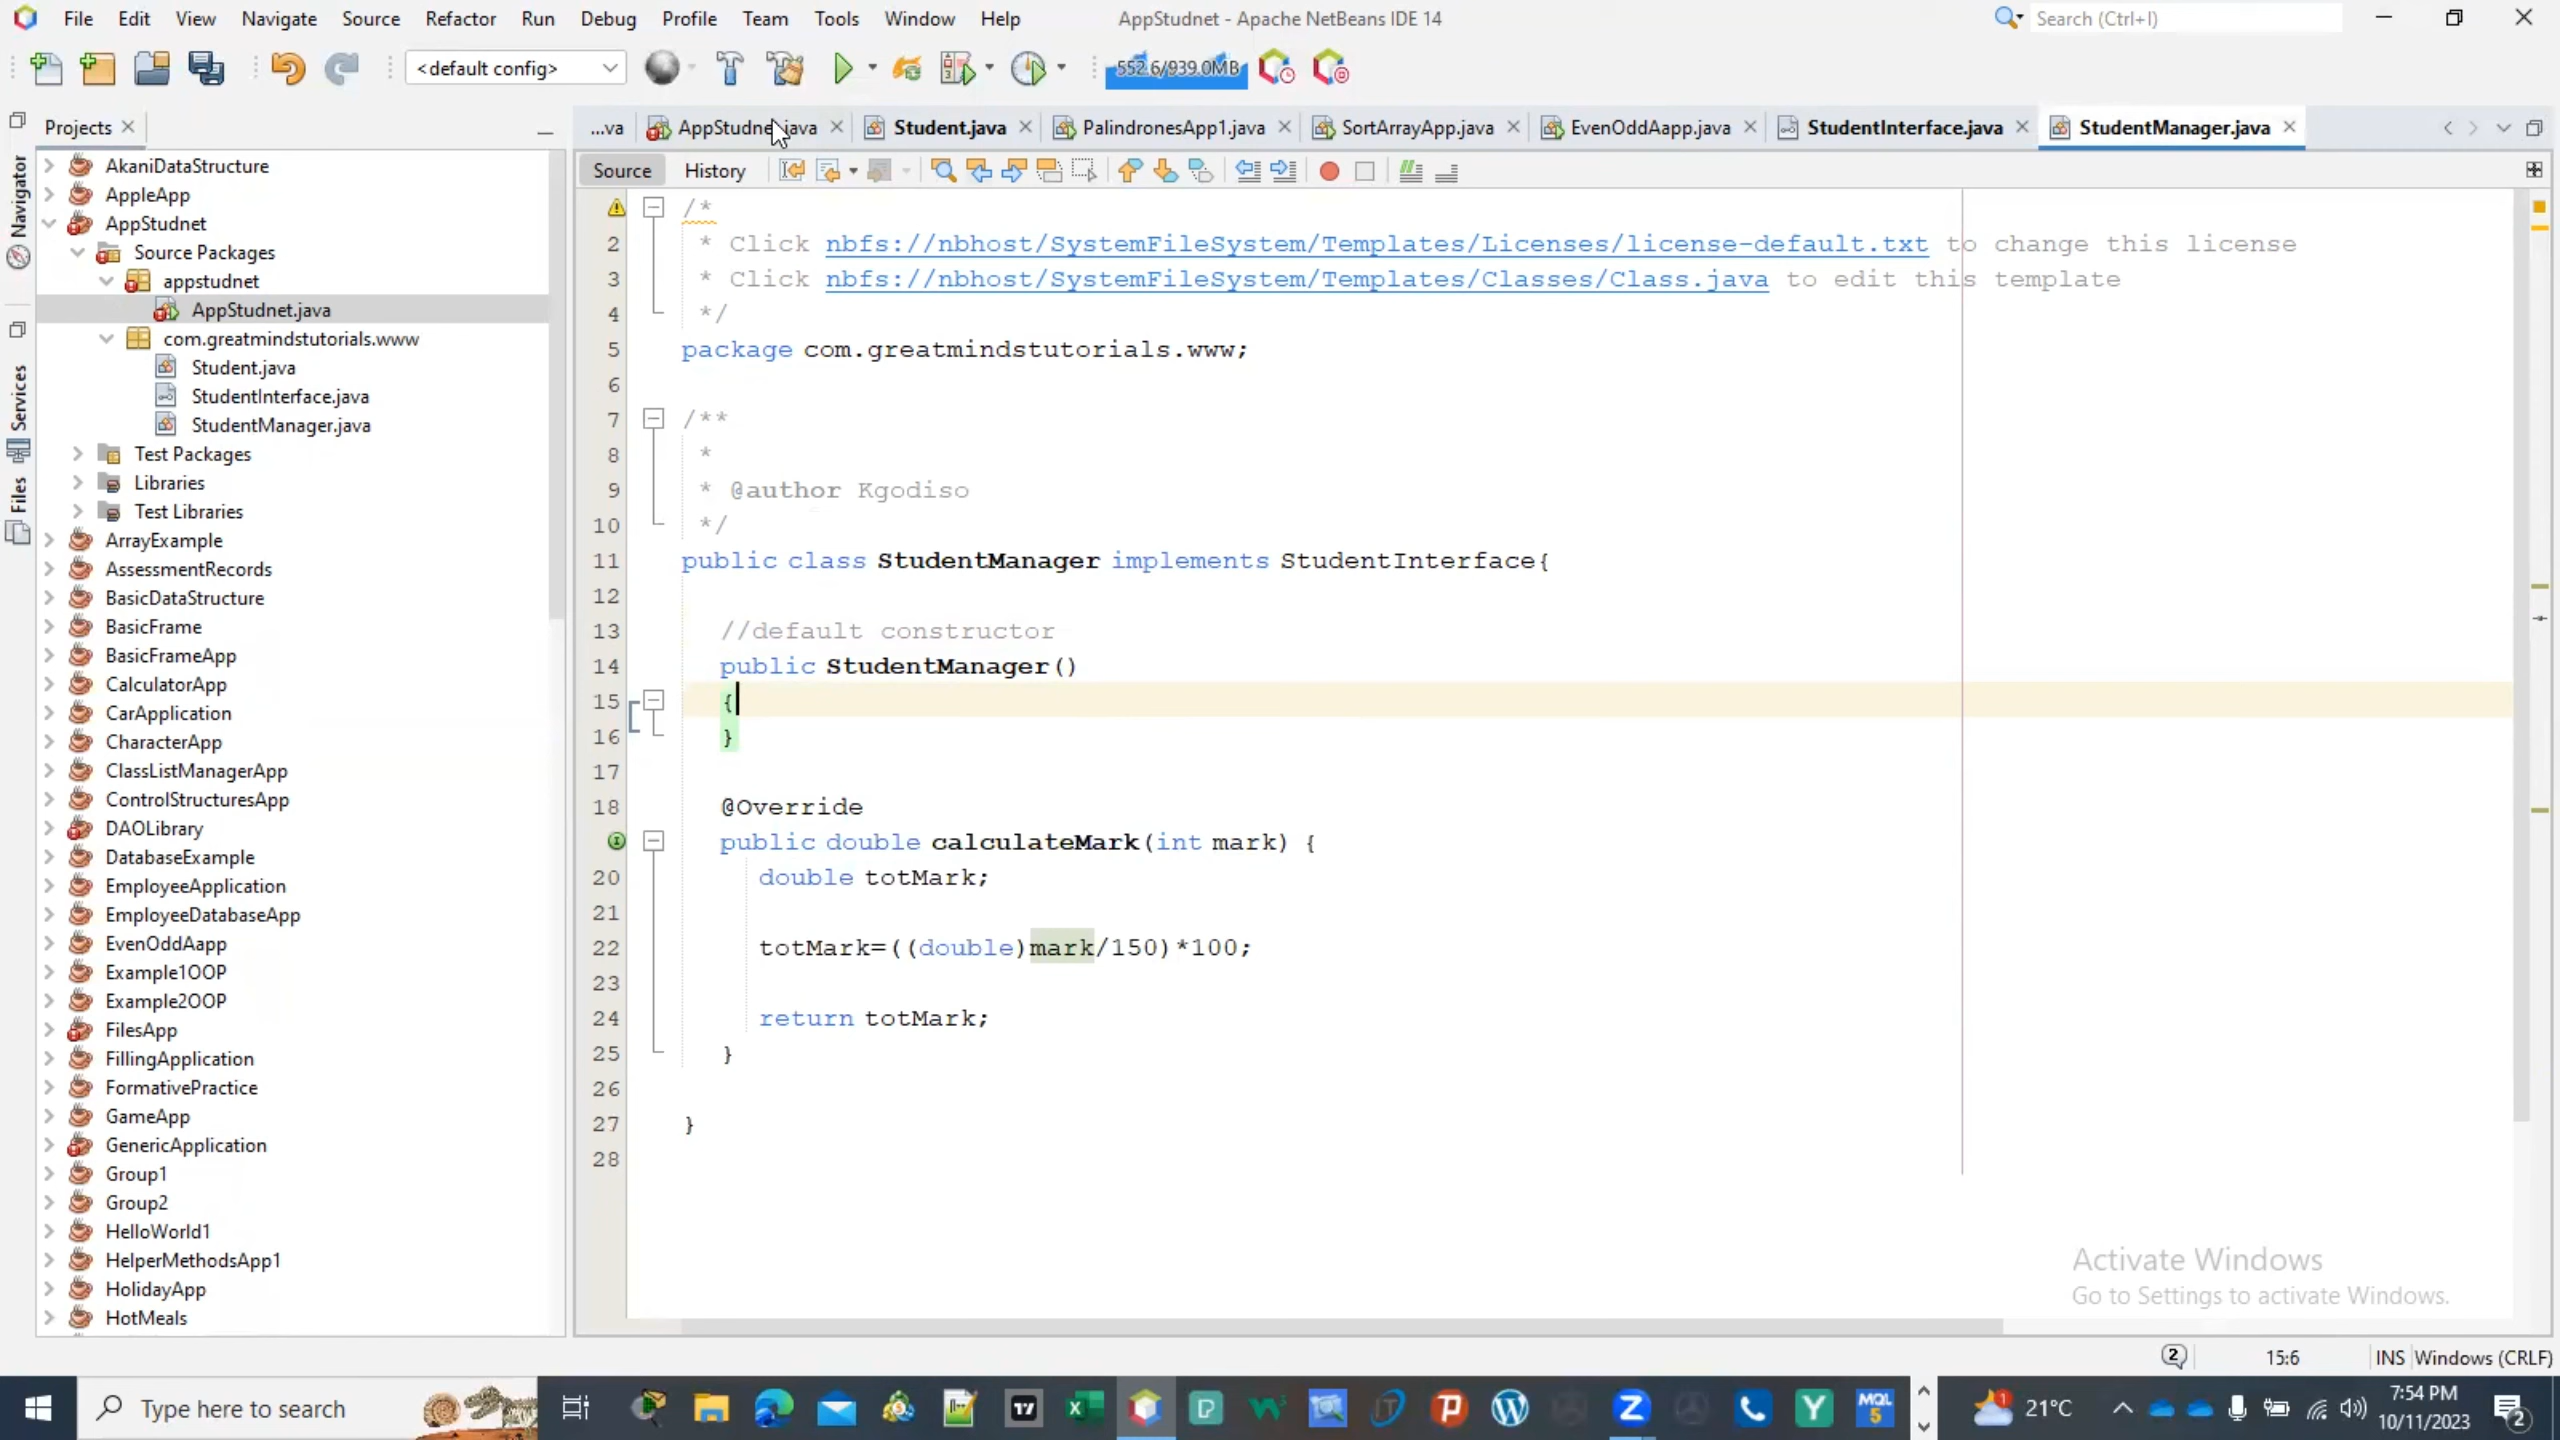 File Edit View Navigate Source Refactor Run Debug Profile Team Tools Window Help AppStudnet - Apache NetBeans IDE 14 Search (Ctrl+I)
<default config> 552.6/939.0MB
Projects
...va AppStudnet.java Student.java PalindronesApp1.java SortArrayApp.java EvenOddAapp.java StudentInterface.java StudentManager.java
Source History
Navigator
Services
Files
AkaniDataStructure
AppleApp
AppStudnet
Source Packages
appstudnet
AppStudnet.java
com.greatmindstutorials.www
Student.java
StudentInterface.java
StudentManager.java
Test Packages
Libraries
Test Libraries
ArrayExample
AssessmentRecords
BasicDataStructure
BasicFrame
BasicFrameApp
CalculatorApp
CarApplication
CharacterApp
ClassListManagerApp
ControlStructuresApp
DAOLibrary
DatabaseExample
EmployeeApplication
EmployeeDatabaseApp
EvenOddAapp
Example1OOP
Example2OOP
FilesApp
FillingApplication
FormativePractice
GameApp
GenericApplication
Group1
Group2
HelloWorld1
HelperMethodsApp1
HolidayApp
HotMeals
/*
2 * Click nbfs://nbhost/SystemFileSystem/Templates/Licenses/license-default.txt to change this license
3 * Click nbfs://nbhost/SystemFileSystem/Templates/Classes/Class.java to edit this template
4 */
5 package com.greatmindstutorials.www;
6
7 /**
8 *
9 * @author Kgodiso
10 */
11 public class StudentManager implements StudentInterface{
12
13 //default constructor
14 public StudentManager()
15 {
16 }
17
18 @Override
public double calculateMark(int mark) {
20 double totMark;
21
22 totMark=((double)mark/150)*100;
23
24 return totMark;
25 }
26
27 }
28
Activate Windows
Go to Settings to activate Windows.
2 15:6 INS Windows (CRLF)
Type here to search
MQL 5
21°C
7:54 PM
10/11/2023
2